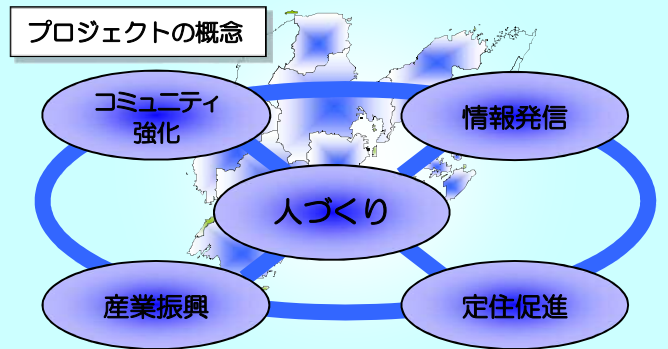 プロジェクトの概念
コミュニティ
強化
情報発信
人づくり
産業振興
定住促進